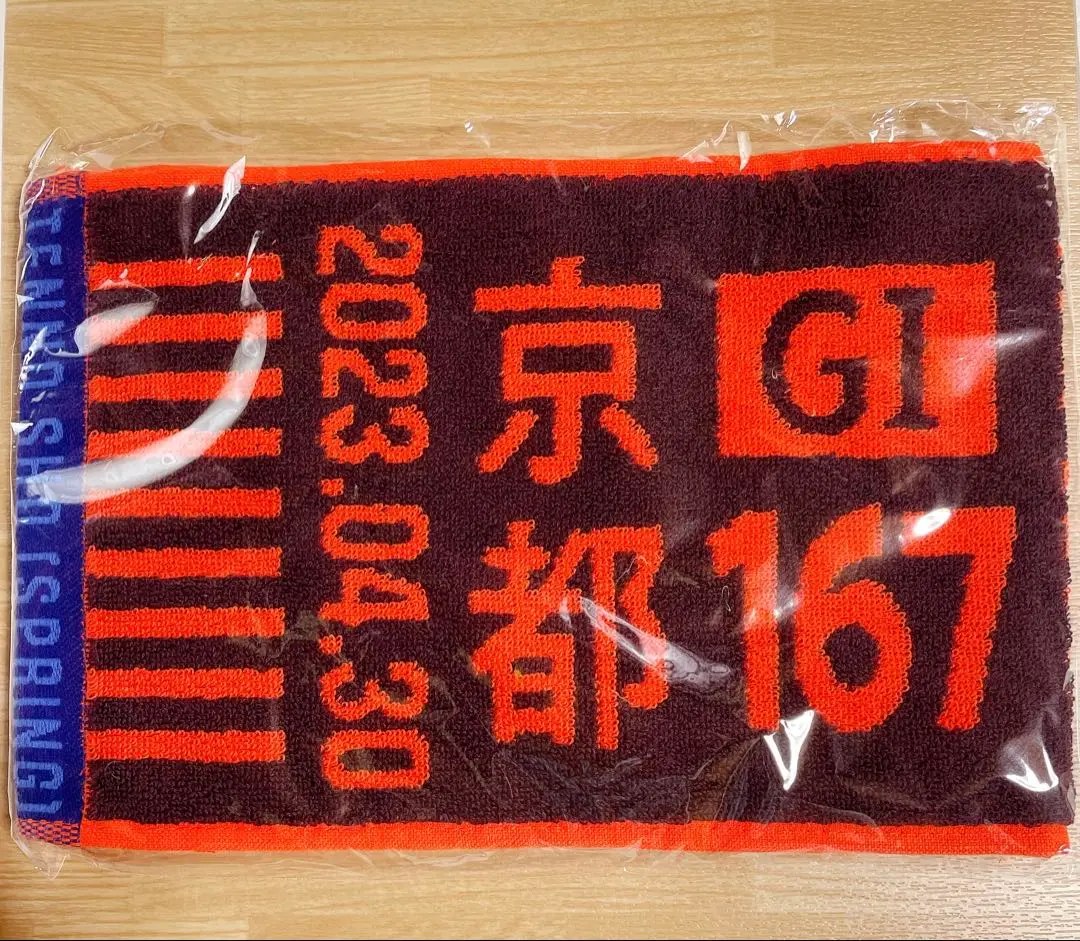 GI
167
京都
2023.04.30
TENNO SHO [SPRING]